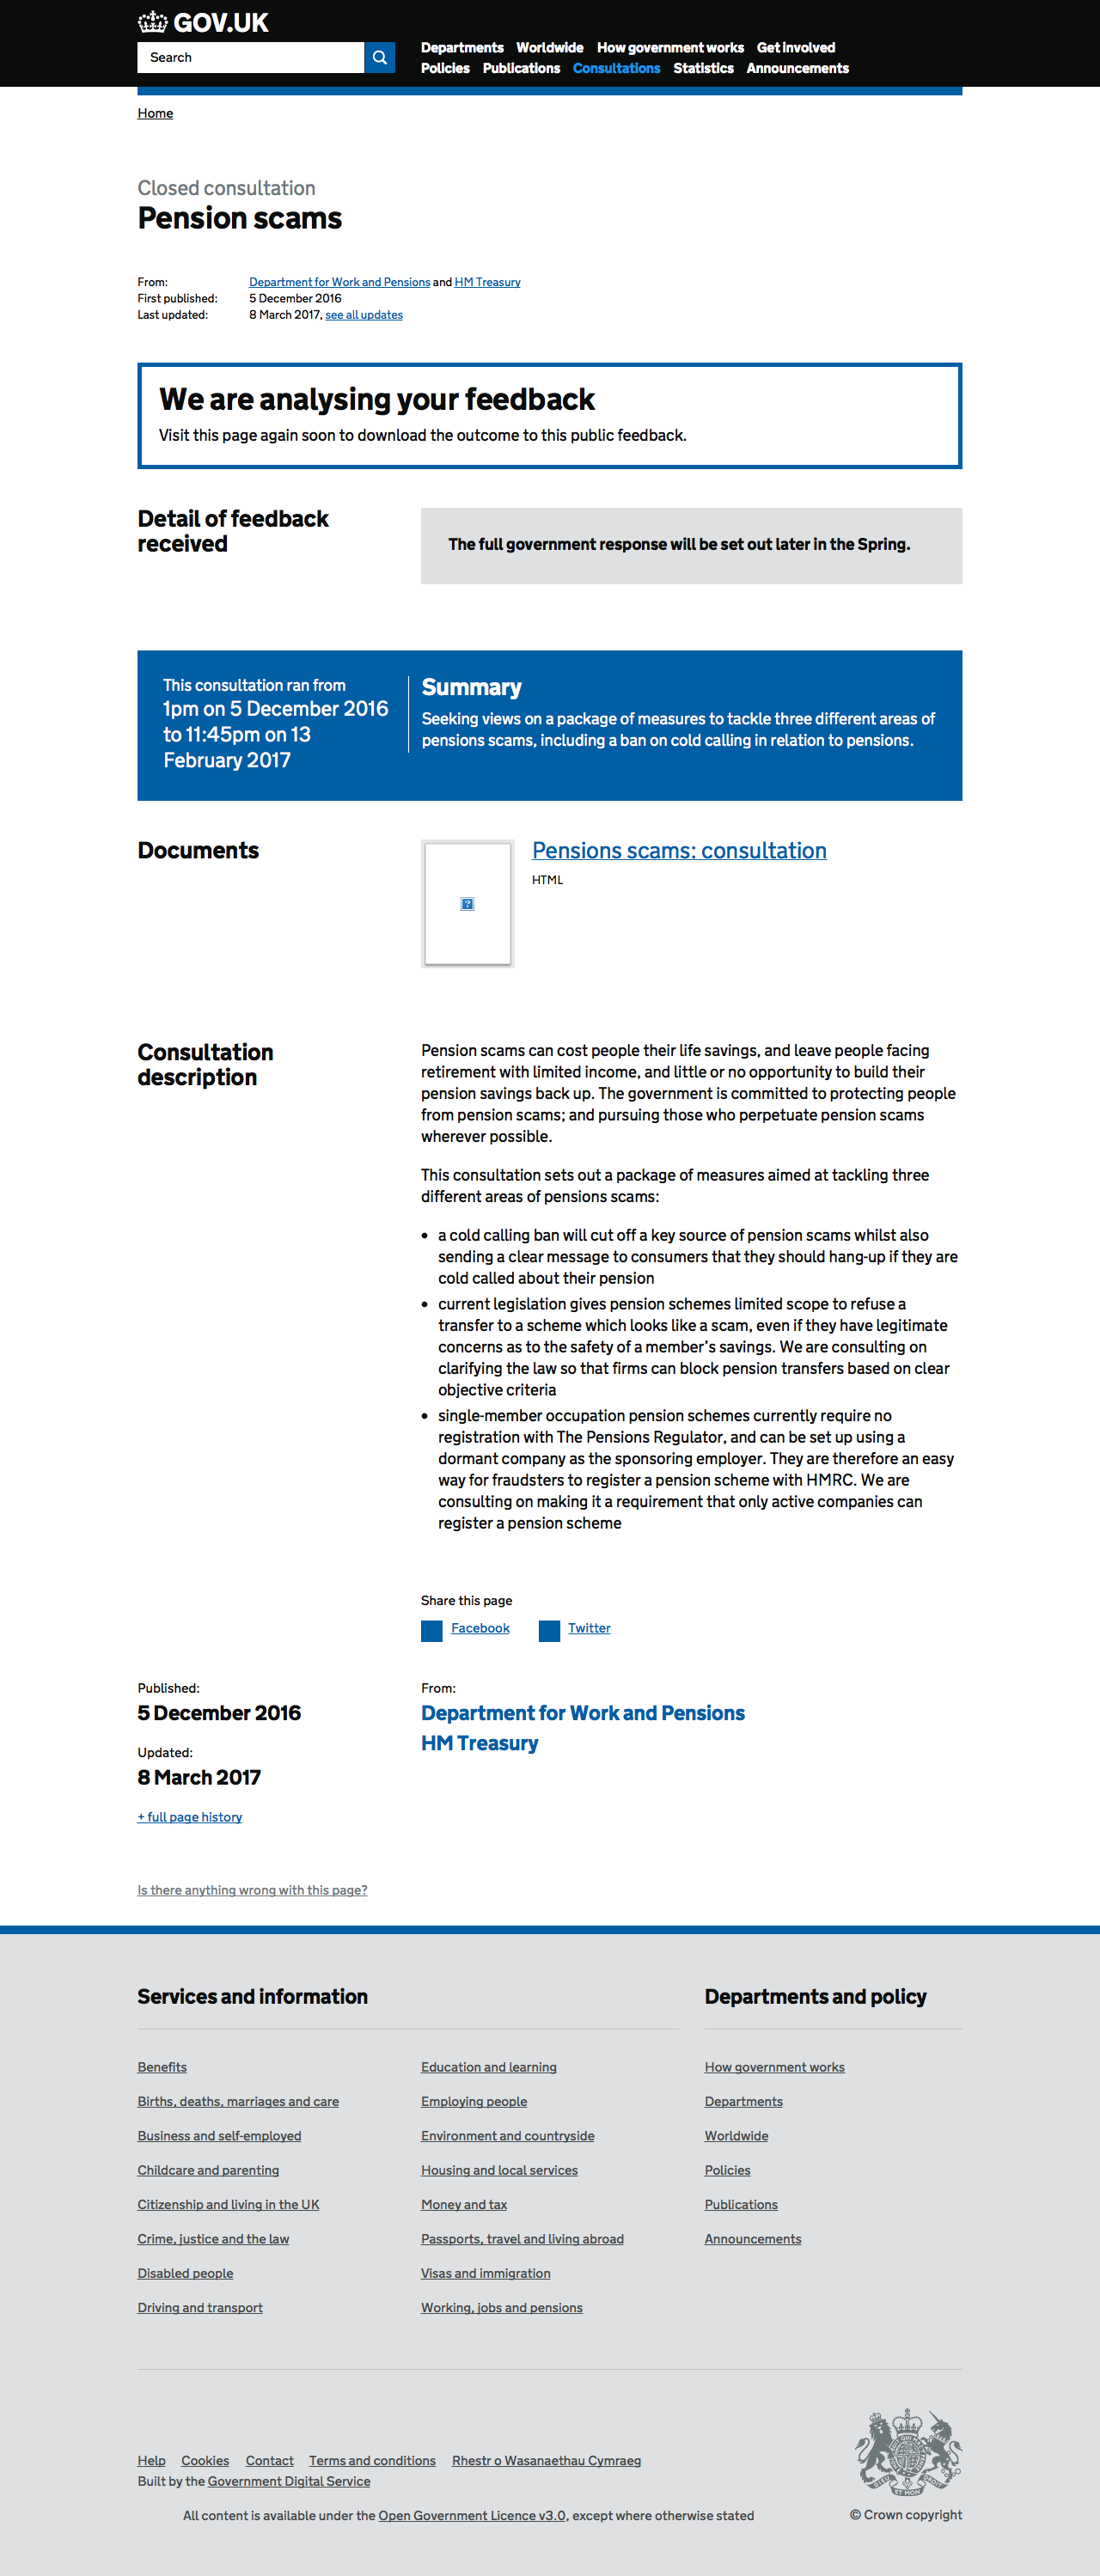 GOV.UK
Search
Departments Worldwide How government works Get involved
Policies Publications Consultations Statistics Announcements
Home
Closed consultation
Pension scams
From: Department for Work and Pensions and HM Treasury
First published: 5 December 2016
Last updated: 8 March 2017, see all updates
We are analysing your feedback
Visit this page again soon to download the outcome to this public feedback.
Detail of feedback
received
The full government response will be set out later in the Spring.
This consultation ran from
1pm on 5 December 2016
to 11:45pm on 13
February 2017
Summary
Seeking views on a package of measures to tackle three different areas of
pensions scams, including a ban on cold calling in relation to pensions.
Documents
Pensions scams: consultation
HTML
Consultation
description
Pension scams can cost people their life savings, and leave people facing
retirement with limited income, and little or no opportunity to build their
pension savings back up. The government is committed to protecting people
from pension scams; and pursuing those who perpetuate pension scams
wherever possible.
This consultation sets out a package of measures aimed at tackling three
different areas of pensions scams:
• a cold calling ban will cut off a key source of pension scams whilst also
sending a clear message to consumers that they should hang-up if they are
cold called about their pension
• current legislation gives pension schemes limited scope to refuse a
transfer to a scheme which looks like a scam, even if they have legitimate
concerns as to the safety of a member’s savings. We are consulting on
clarifying the law so that firms can block pension transfers based on clear
objective criteria
• single-member occupation pension schemes currently require no
registration with The Pensions Regulator, and can be set up using a
dormant company as the sponsoring employer. They are therefore an easy
way for fraudsters to register a pension scheme with HMRC. We are
consulting on making it a requirement that only active companies can
register a pension scheme
Share this page
Facebook Twitter
Published:
5 December 2016
Updated:
8 March 2017
+ full page history
From:
Department for Work and Pensions
HM Treasury
Is there anything wrong with this page?
Services and information
Benefits
Births, deaths, marriages and care
Business and self-employed
Childcare and parenting
Citizenship and living in the UK
Crime, justice and the law
Disabled people
Driving and transport
Education and learning
Employing people
Environment and countryside
Housing and local services
Money and tax
Passports, travel and living abroad
Visas and immigration
Working, jobs and pensions
Departments and policy
How government works
Departments
Worldwide
Policies
Publications
Announcements
Help Cookies Contact Terms and conditions Rhestr o Wasanaethau Cymraeg
Built by the Government Digital Service
All content is available under the Open Government Licence v3.0, except where otherwise stated
© Crown copyright